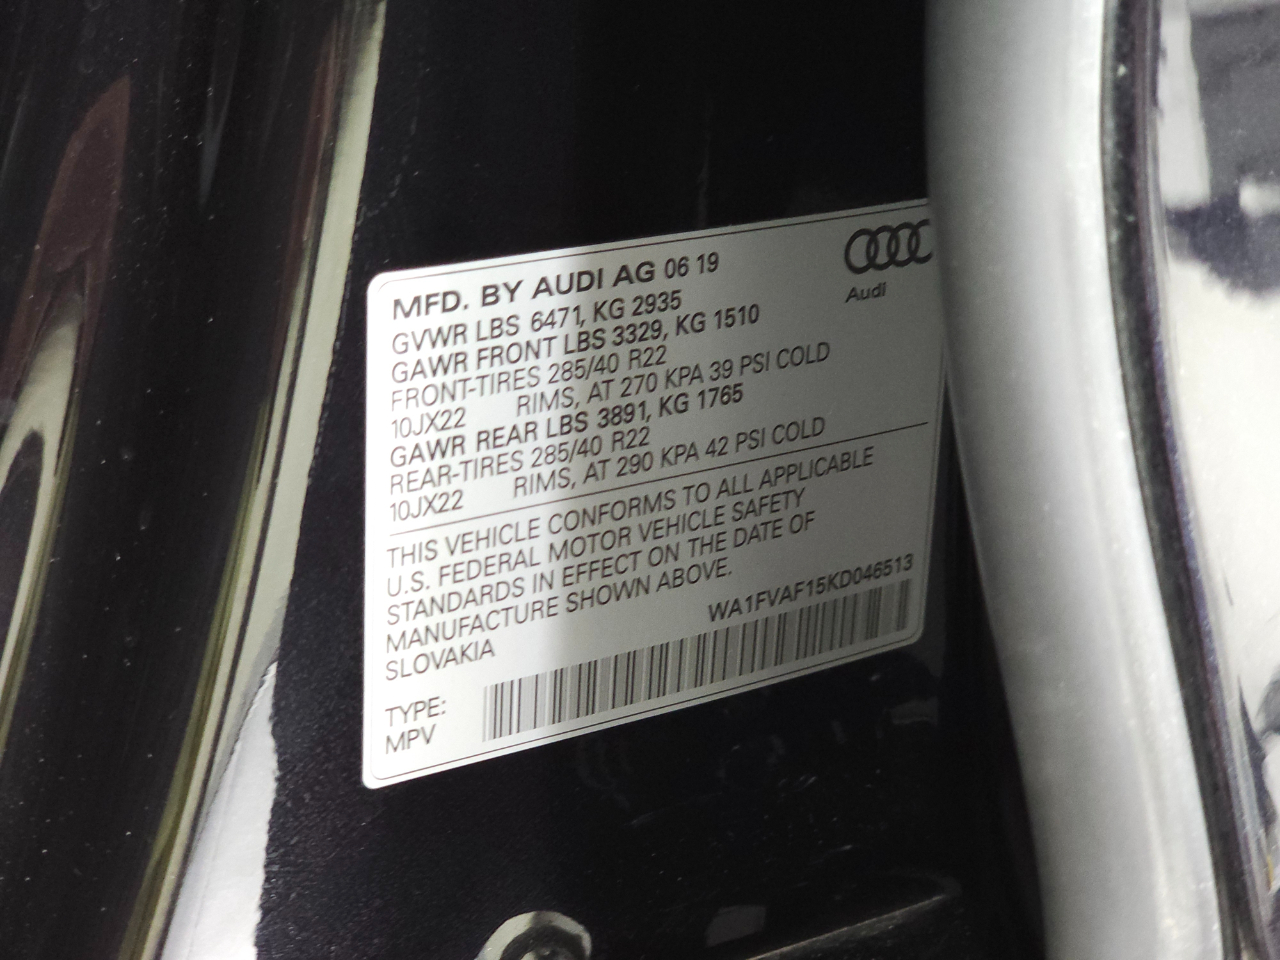 MFD. BY AUDI AG 06 19
Audi
GVWR LBS 6471, KG 2935
GAWR FRONT LBS 3329, KG 1510
FRONT-TIRES 285/40 R22
10JX22 RIMS, AT 270 KPA 39 PSI COLD
GAWR REAR LBS 3891, KG 1765
REAR-TIRES 285/40 R22
10JX22 RIMS, AT 290 KPA 42 PSI COLD
THIS VEHICLE CONFORMS TO ALL APPLICABLE
U.S. FEDERAL MOTOR VEHICLE SAFETY
STANDARDS IN EFFECT ON THE DATE OF
MANUFACTURE SHOWN ABOVE.
SLOVAKIA
WA1FVAF15KD046513
TYPE:
MPV